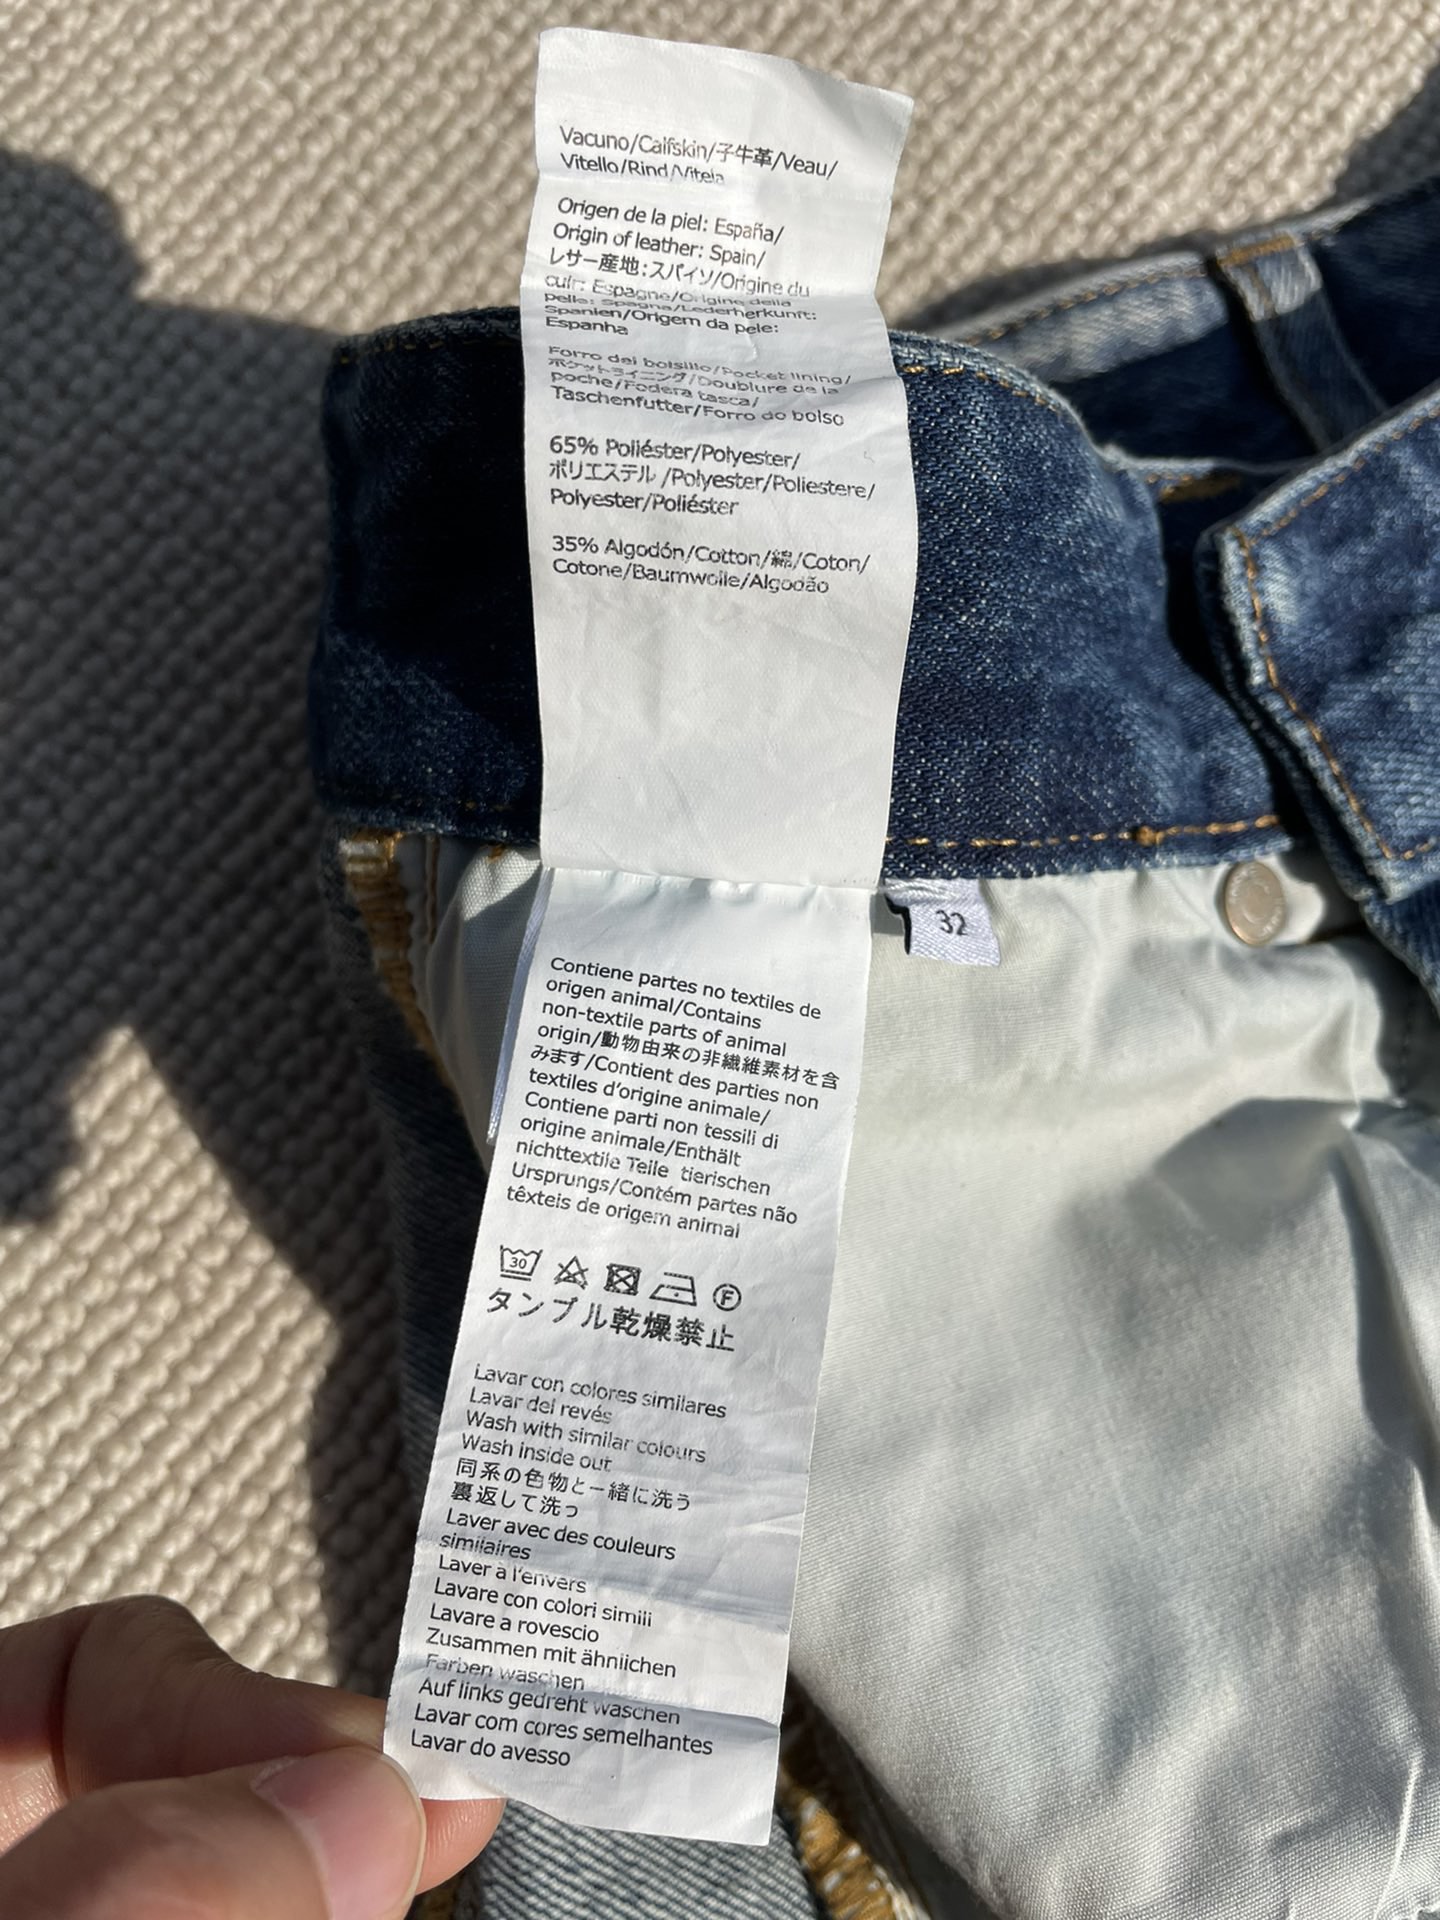 Vacuno/Calfskin/子牛革/Veau/
Vitello/Rind/Vitela
Origen de la piel: España/
Origin of leather: Spain/
レザー産地:スペイン/Origine du
cuir: Espagne/Origine della
pelle: Spagna/Lederherkunft:
Spanien/Origem da pele:
Espanha
Forro del bolsillo/Pocket lining/
ポケットライニング/Doublure de la
poche/Fodera tasca/
Taschenfutter/Forro do bolso
65% Poliéster/Polyester/
ポリエステル /Polyester/Poliestere/
Polyester/Poliéster
35% Algodón/Cotton/綿/Coton/
Cotone/Baumwolle/Algodão
32
Contiene partes no textiles de
origen animal/Contains
non-textile parts of animal
origin/動物由来の非繊維素材を含
みます/Contient des parties non
textiles d'origine animale/
Contiene parti non tessili di
origine animale/Enthält
nichttextile Teile tierischen
Ursprungs/Contém partes não
têxteis de origem animal
30
F
タンブル乾燥禁止
Lavar con colores similares
Lavar del revés
Wash with similar colours
Wash inside out
同系の色物と一緒に洗う
裏返して洗っ
Laver avec des couleurs
similaires
Laver à l'envers
Lavare con colori simili
Lavare a rovescio
Zusammen mit ähnlichen
Farben waschen
Auf links gedreht waschen
Lavar com cores semelhantes
Lavar do avesso